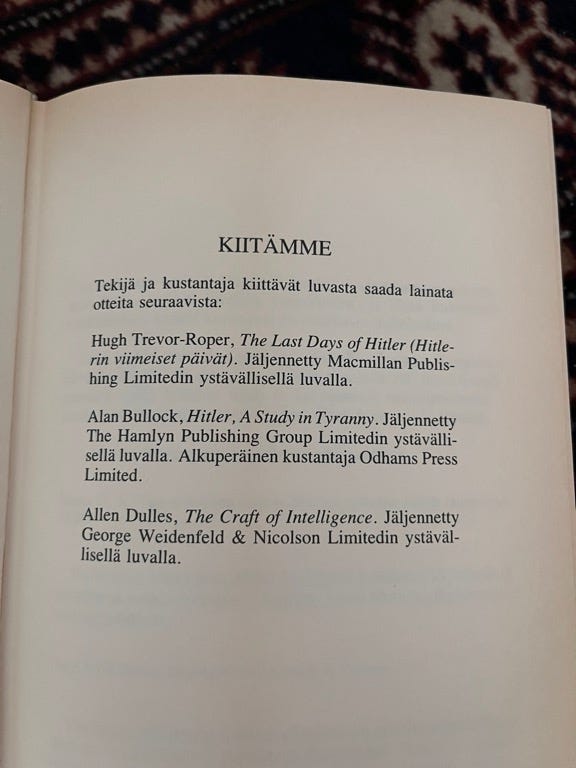 KIITÄMME
Tekijä ja kustantaja kiittävät luvasta saada lainata
otteita seuraavista:
Hugh Trevor-Roper, The Last Days of Hitler (Hitle-
rin viimeiset päivät). Jäljennetty Macmillan Publis-
hing Limitedin ystävällisellä luvalla.
Alan Bullock, Hitler, A Study in Tyranny. Jäljennetty
The Hamlyn Publishing Group Limitedin ystävälli-
sellä luvalla. Alkuperäinen kustantaja Odhams Press
Limited.
Allen Dulles, The Craft of Intelligence. Jäljennetty
George Weidenfeld & Nicolson Limitedin ystäväl-
lisellä luvalla.